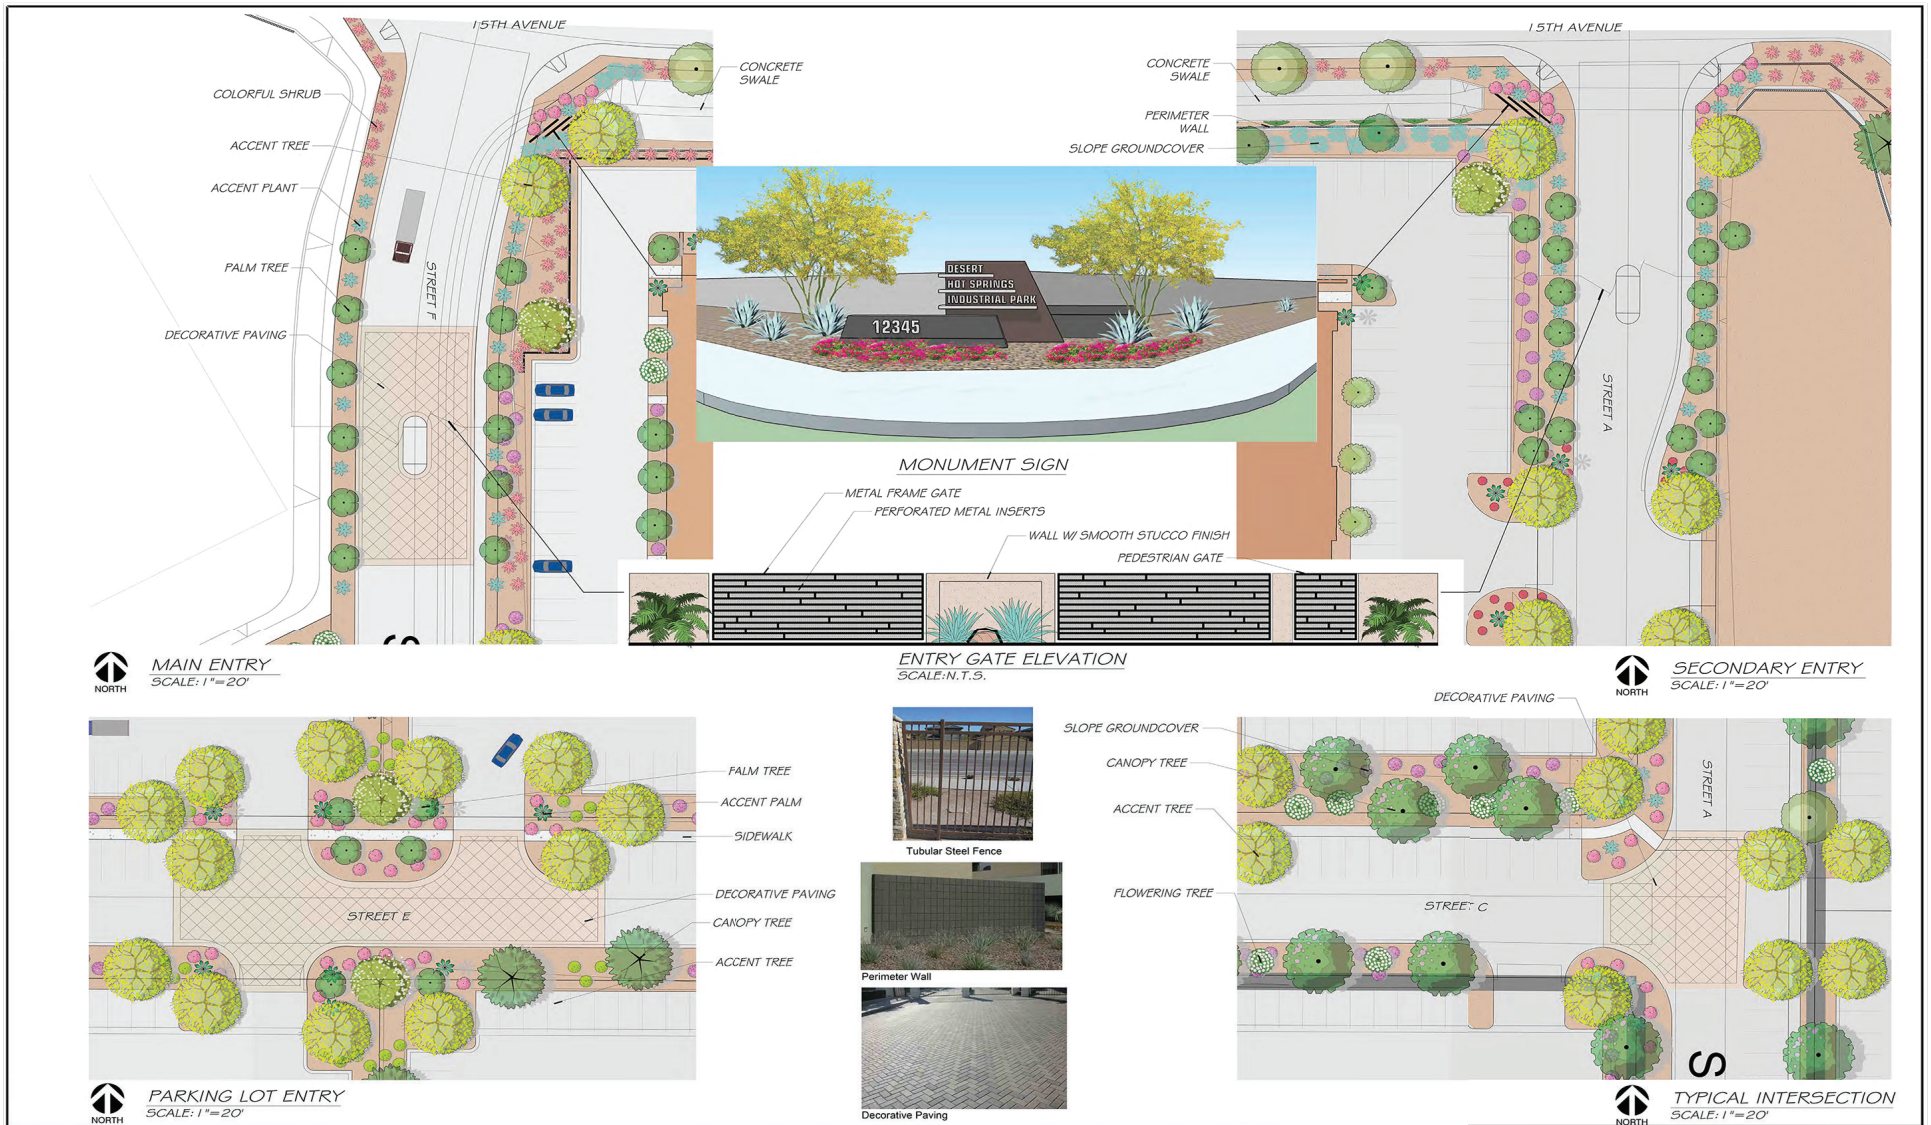 15TH AVENUE
COLORFUL SHRUB
ACCENT TREE
ACCENT PLANT
PALM TREE
DECORATIVE PAVING
STREET F
CONCRETE
SWALE
S
NORTH
MAIN ENTRY
SCALE: 1"=20'
15TH AVENUE
CONCRETE
SWALE
PERIMETER
WALL
SLOPE GROUNDCOVER
STREET A
DESERT
HOT SPRINGS
INDUSTRIAL PARK
12345
MONUMENT SIGN
METAL FRAME GATE
PERFORATED METAL INSERTS
WALL W/ SMOOTH STUCCO FINISH
PEDESTRIAN GATE
ENTRY GATE ELEVATION
SCALE:N.T.S.
NORTH
SECONDARY ENTRY
SCALE: 1"=20'
PALM TREE
ACCENT PALM
SIDEWALK
DECORATIVE PAVING
CANOPY TREE
ACCENT TREE
STREET E
NORTH
PARKING LOT ENTRY
SCALE: 1"=20'
Tubular Steel Fence
Perimeter Wall
Decorative Paving
DECORATIVE PAVING
SLOPE GROUNDCOVER
CANOPY TREE
ACCENT TREE
FLOWERING TREE
STREET A
STREET C
S
NORTH
TYPICAL INTERSECTION
SCALE: 1"=20'